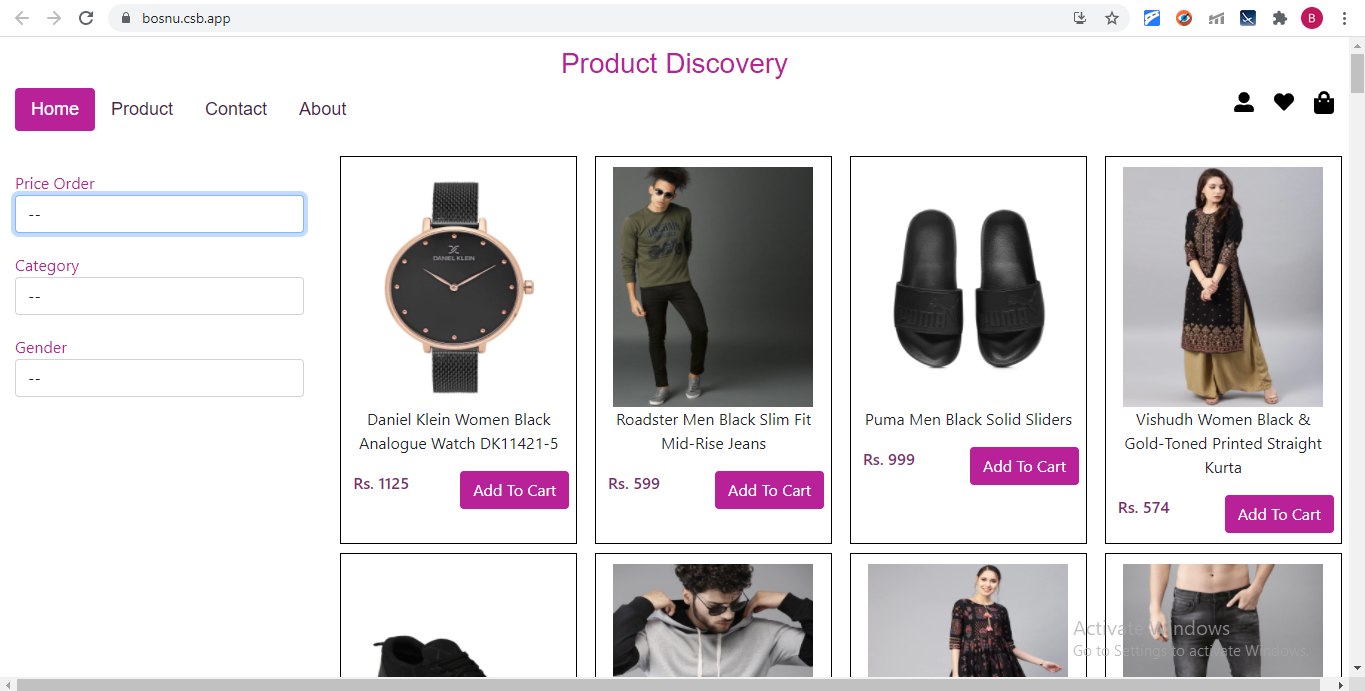 bosnu.csb.app
B
Product Discovery
Home
Product
Contact
About
Price Order
--
Category
--
Gender
--
DANIEL KLEIN
Daniel Klein Women Black
Analogue Watch DK11421-5
Rs. 1125
Add To Cart
Roadster Men Black Slim Fit
Mid-Rise Jeans
Rs. 599
Add To Cart
PUMA
PUMA
Puma Men Black Solid Sliders
Rs. 999
Add To Cart
Vishudh Women Black &
Gold-Toned Printed Straight
Kurta
Rs. 574
Add To Cart
Activate Windows
Go to Settings to activate Windows.